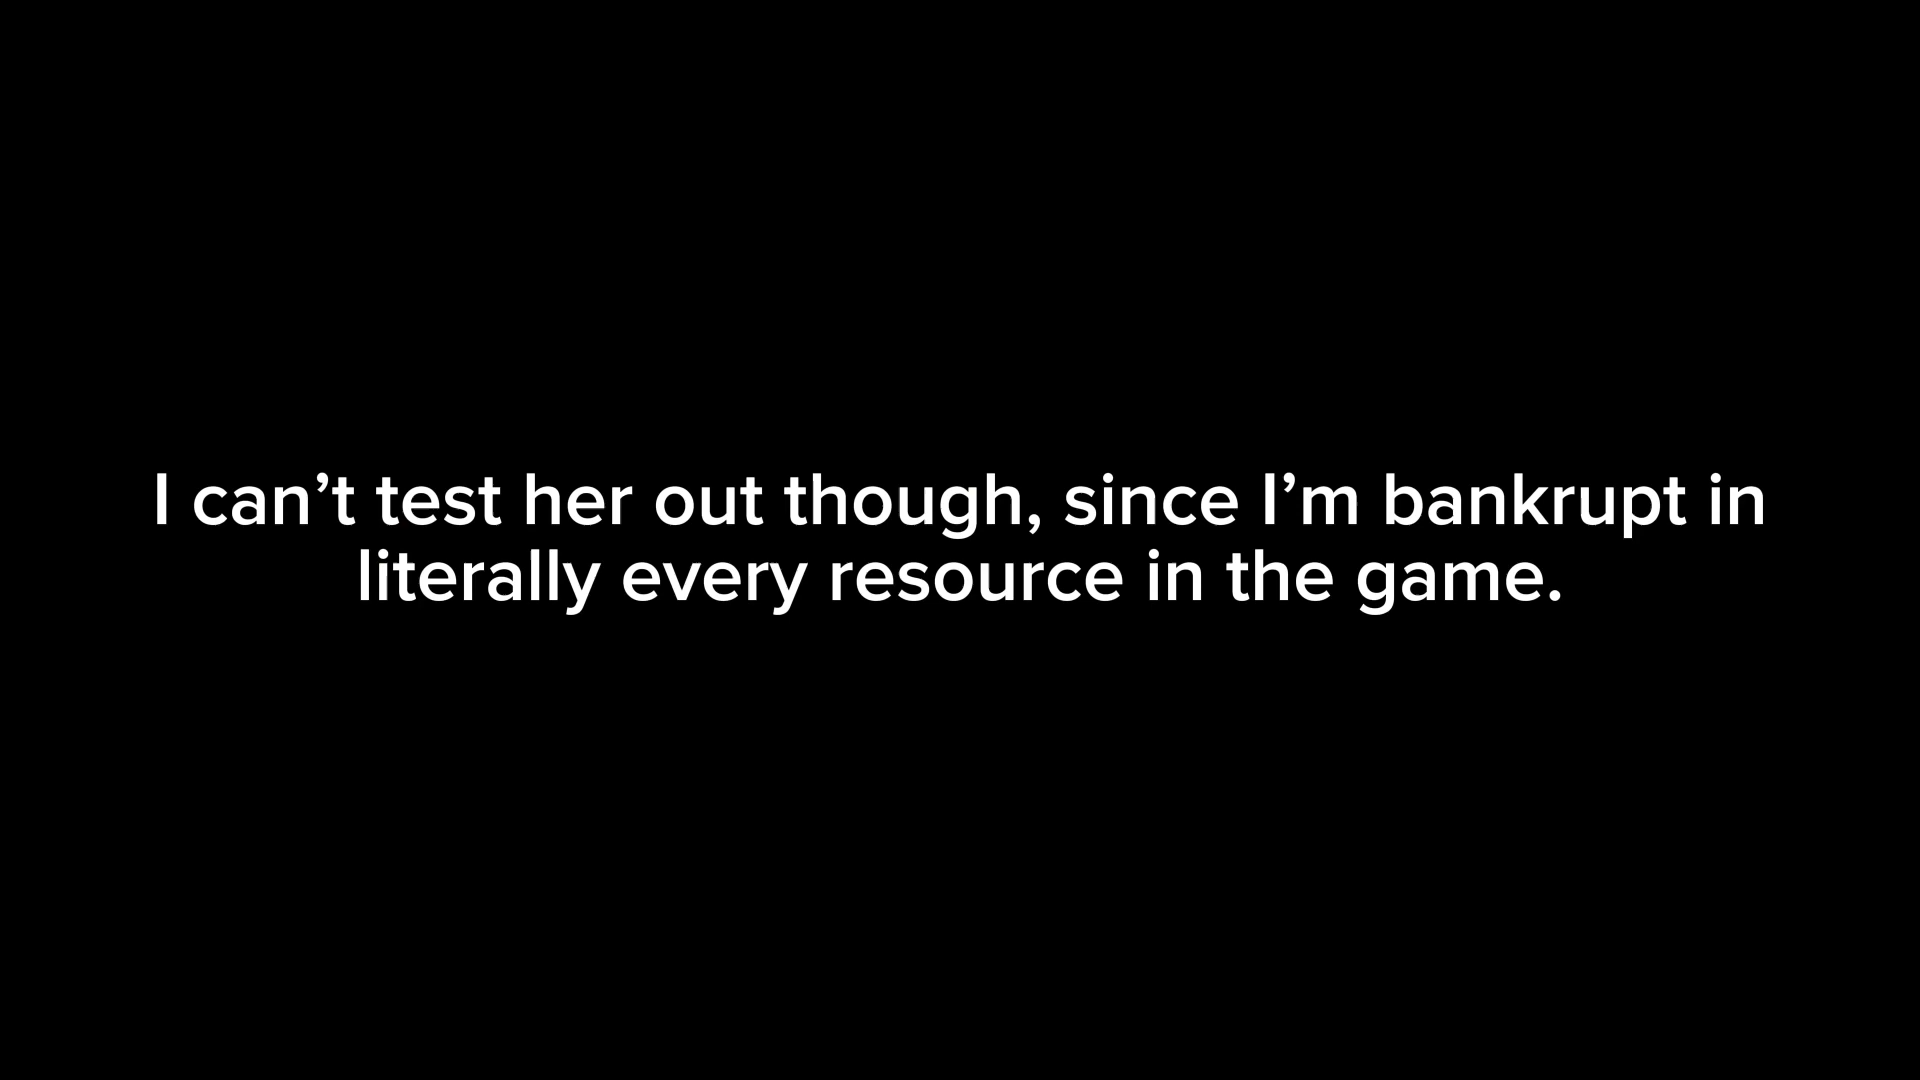 I can’t test her out though, since I’m bankrupt in
literally every resource in the game.